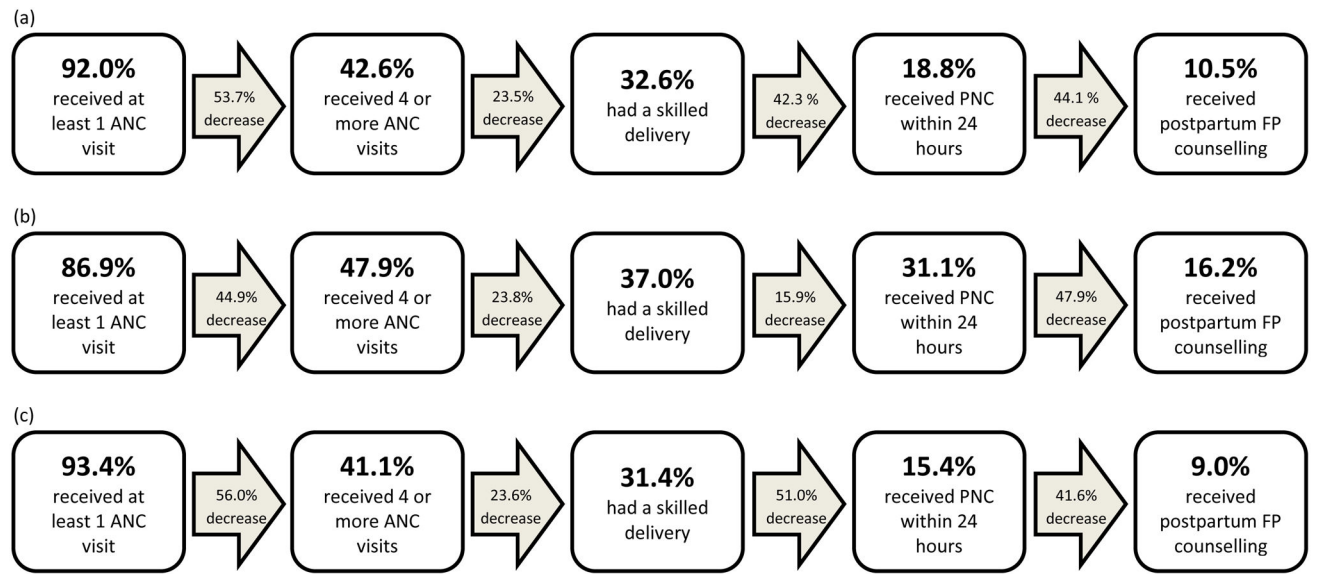 (a)
92.0%
received at
least 1 ANC
visit
53.7%
decrease
42.6%
received 4 or
more ANC
visits
23.5%
decrease
32.6%
had a skilled
delivery
42.3 %
decrease
18.8%
received PNC
within 24
hours
44.1 %
decrease
10.5%
received
postpartum FP
counselling
(b)
86.9%
received at
least 1 ANC
visit
44.9%
decrease
47.9%
received 4 or
more ANC
visits
23.8%
decrease
37.0%
had a skilled
delivery
15.9%
decrease
31.1%
received PNC
within 24
hours
47.9%
decrease
16.2%
received
postpartum FP
counselling
(c)
93.4%
received at
least 1 ANC
visit
56.0%
decrease
41.1%
received 4 or
more ANC
visits
23.6%
decrease
31.4%
had a skilled
delivery
51.0%
decrease
15.4%
received PNC
within 24
hours
41.6%
decrease
9.0%
received
postpartum FP
counselling